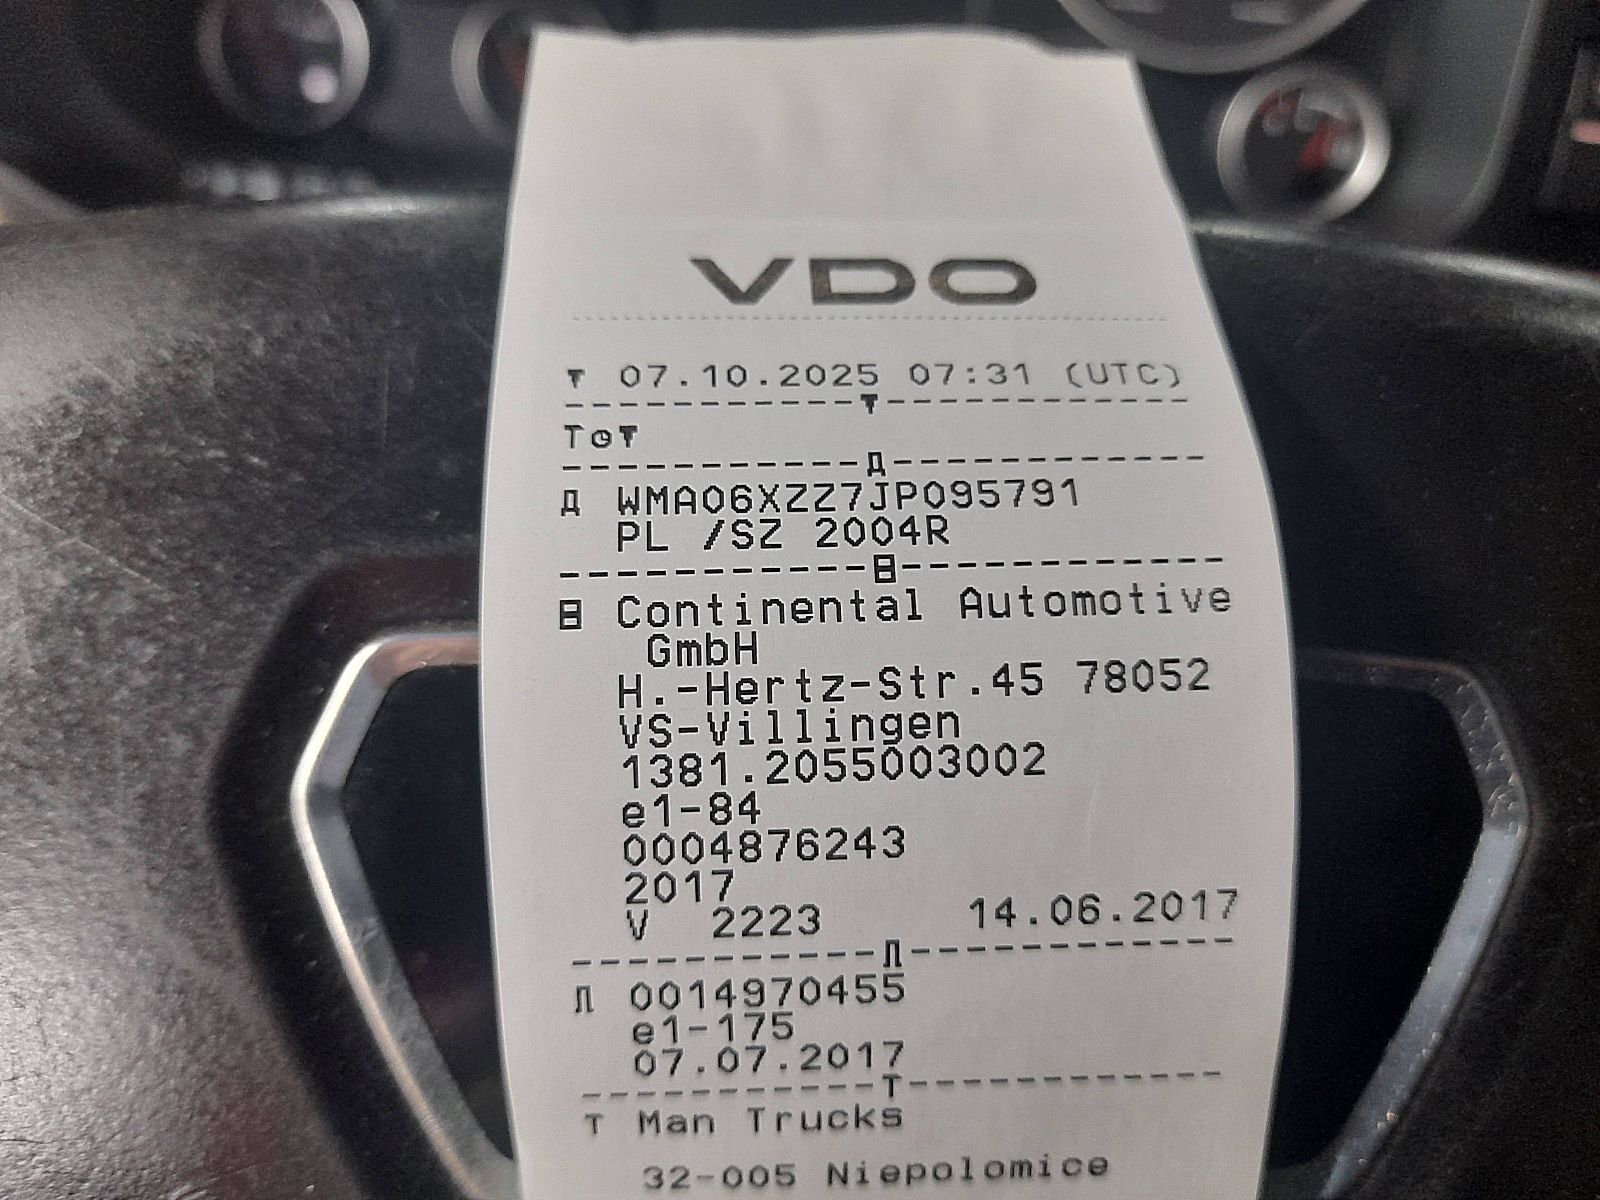 VDO
▼ 07.10.2025 07:31 (UTC)
-----------▼------------
T◷▼
-----------Д------------
Д WMA06XZZ7JP095791
PL /SZ 2004R
-----------B------------
B Continental Automotive
GmbH
H.-Hertz-Str.45 78052
VS-Villingen
1381.2055003002
e1-84
0004876243
2017
V 2223 14.06.2017
-----------Л------------
Л 0014970455
e1-175
07.07.2017
-----------T------------
T Man Trucks
32-005 Niepolomice